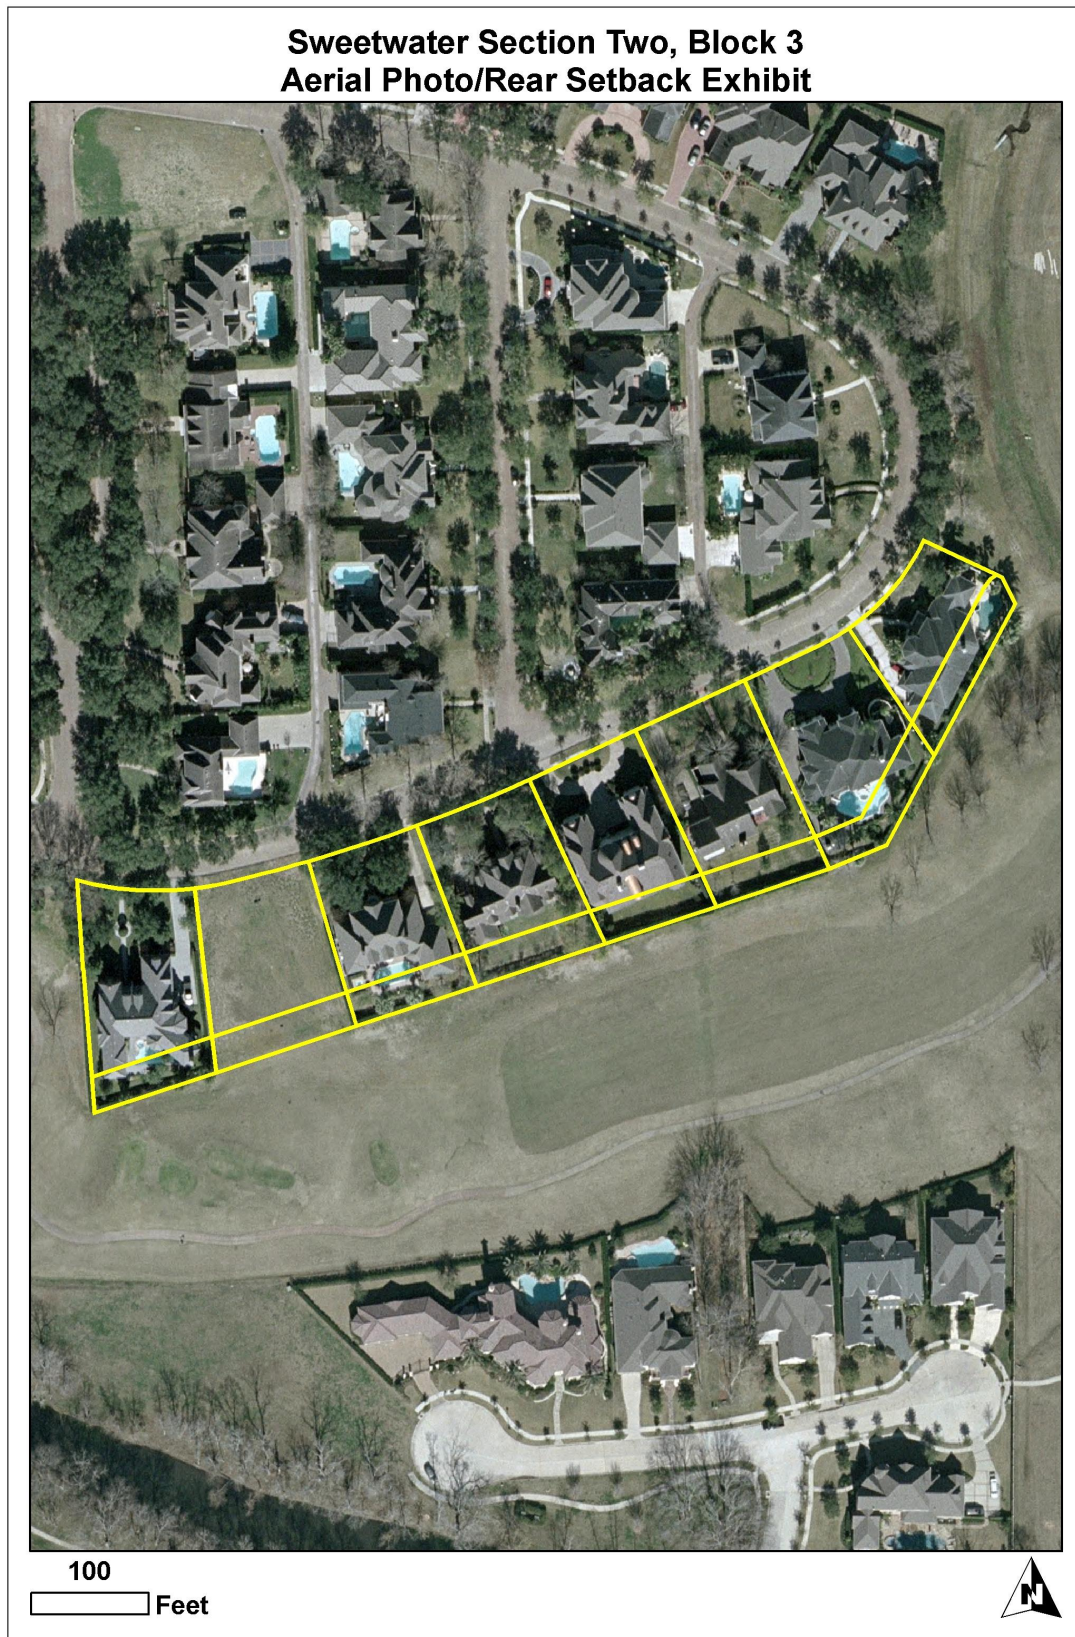 Sweetwater Section Two, Block 3
Aerial Photo/Rear Setback Exhibit
100
Feet
N